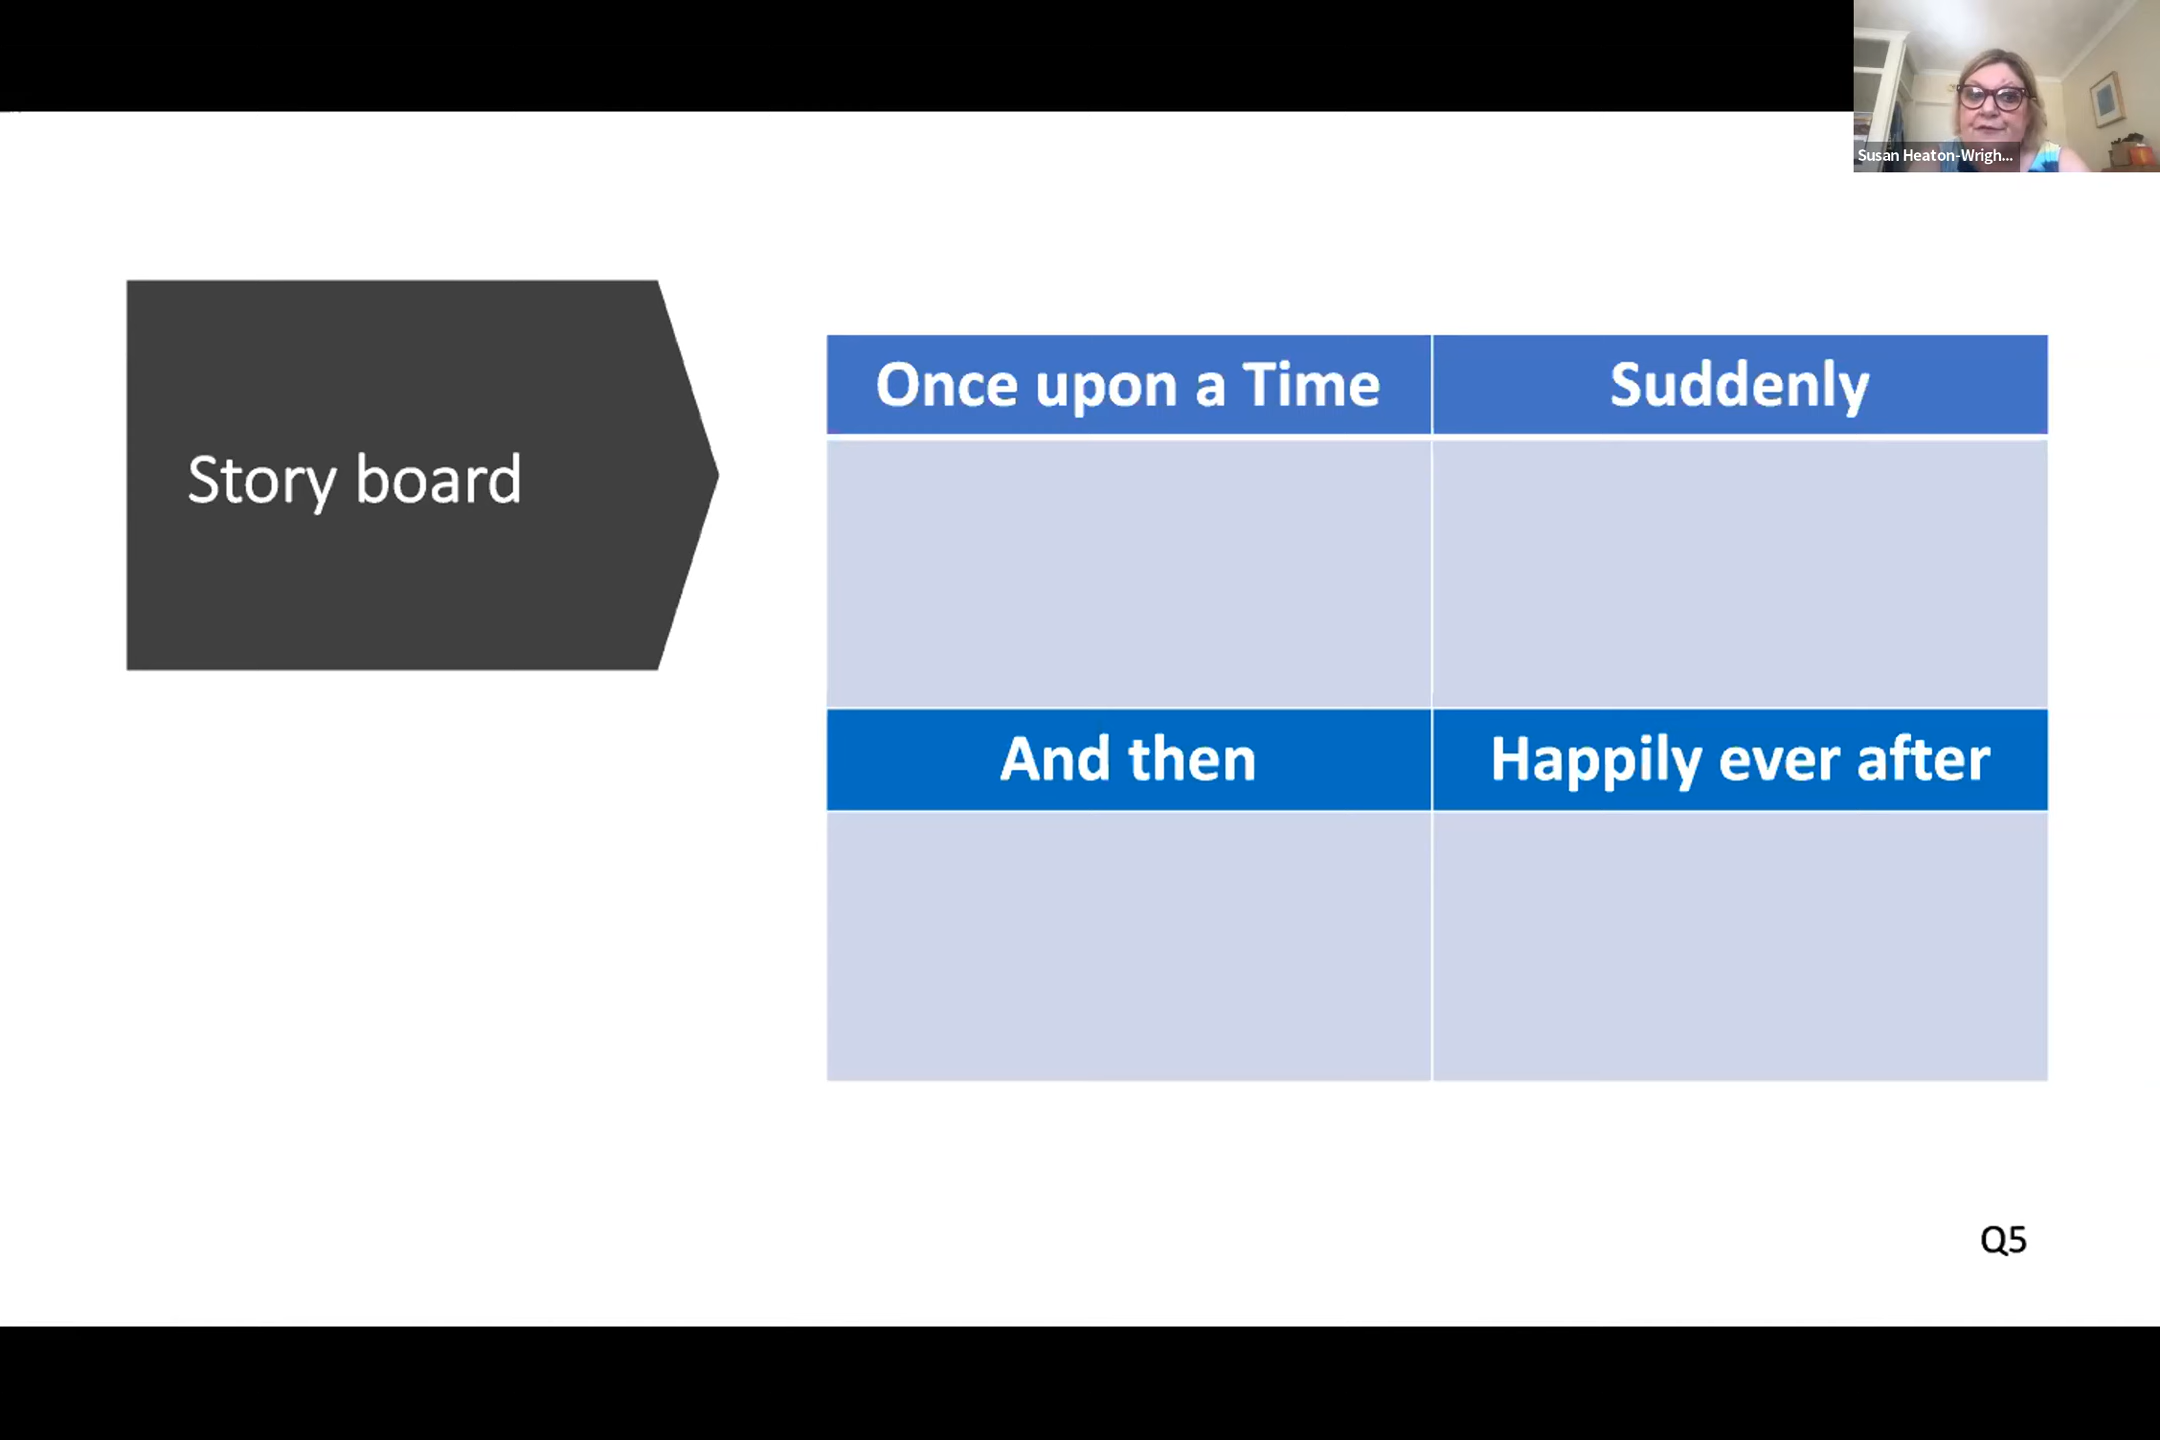 Susan Heaton-Wrigh...
Story board
Once upon a Time
Suddenly
And then
Happily ever after
Q5